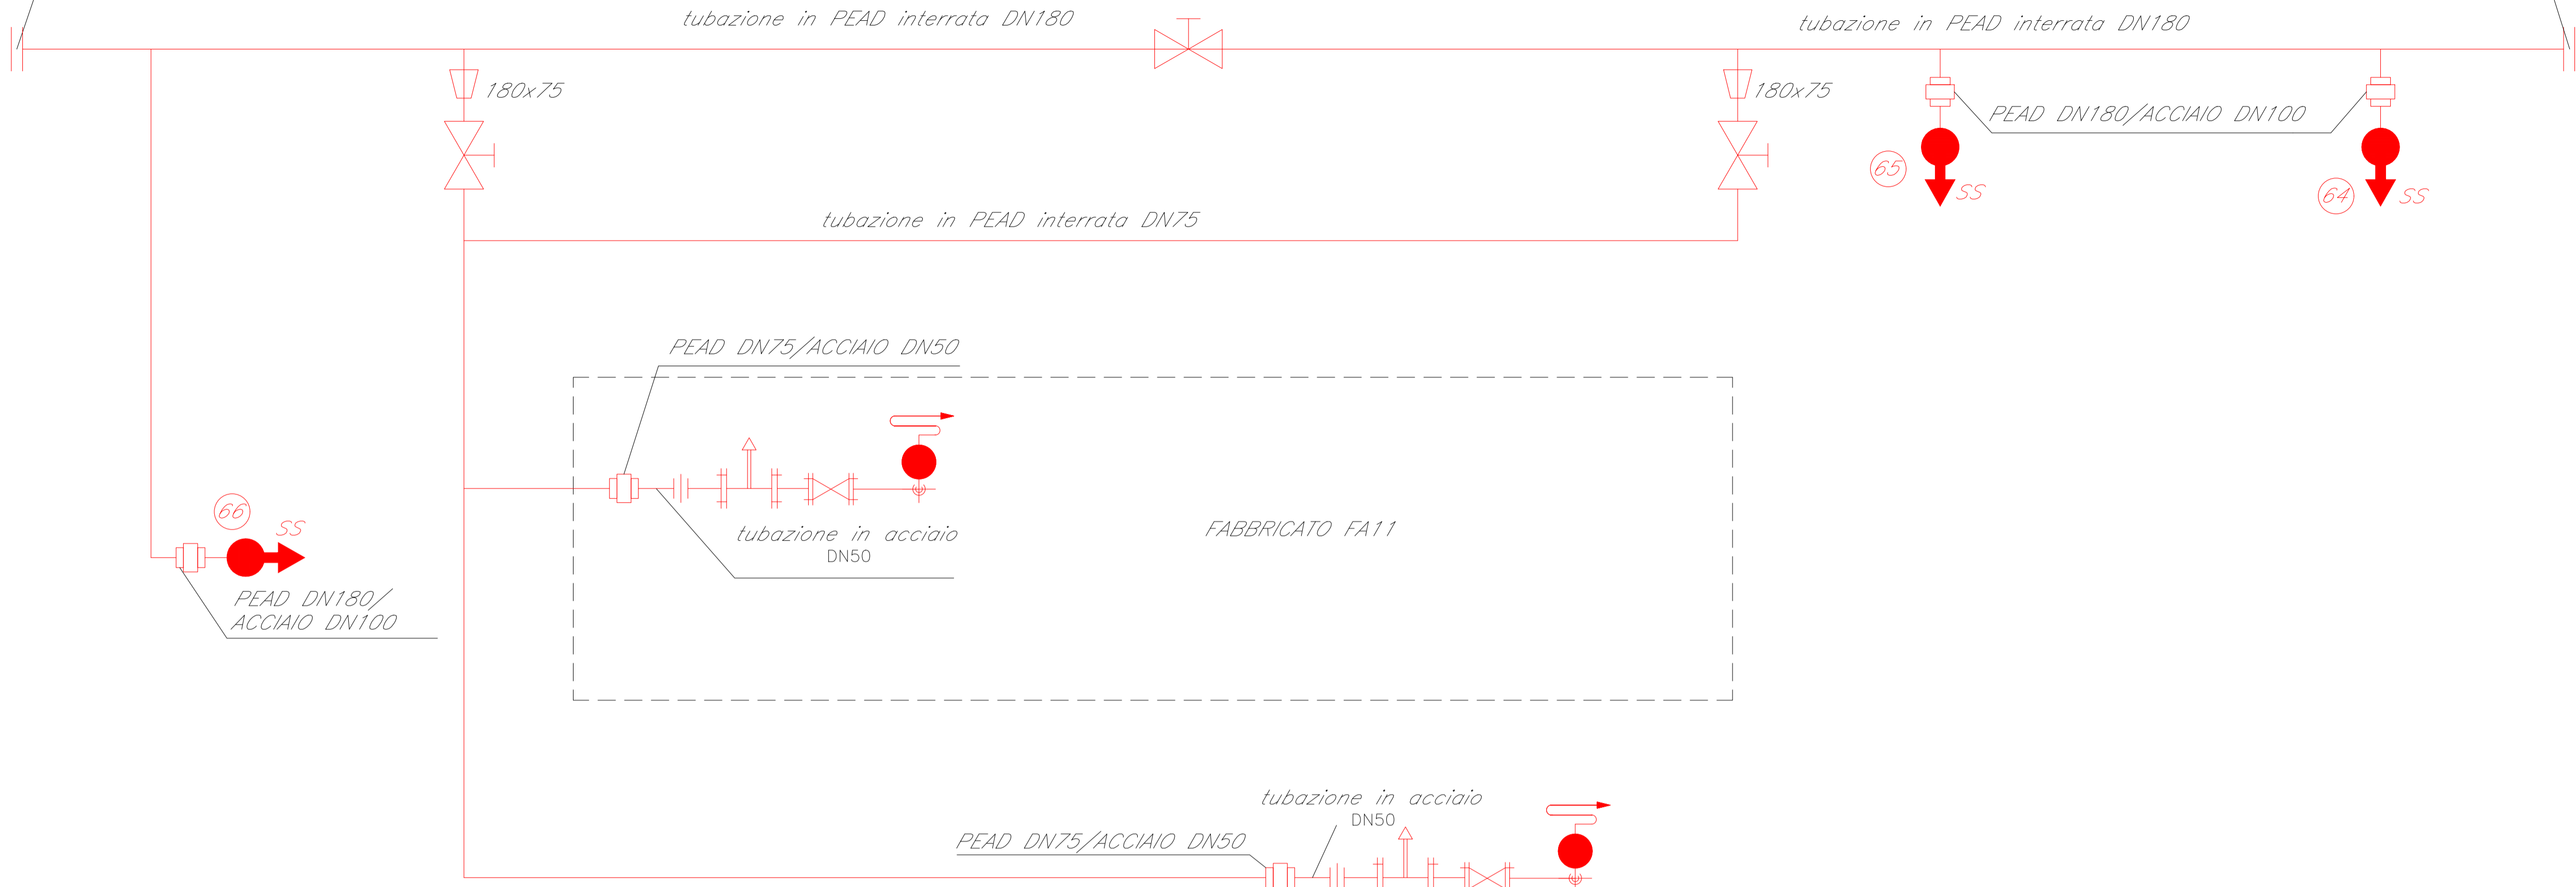 tubazione in PEAD interrata DN180
tubazione in PEAD interrata DN180
180x75
180x75
PEAD DN180/ACCIAIO DN100
65
SS
64
SS
tubazione in PEAD interrata DN75
PEAD DN75/ACCIAIO DN50
66
SS
tubazione in acciaio
DN50
FABBRICATO FA11
PEAD DN180/
ACCIAIO DN100
tubazione in acciaio
DN50
PEAD DN75/ACCIAIO DN50